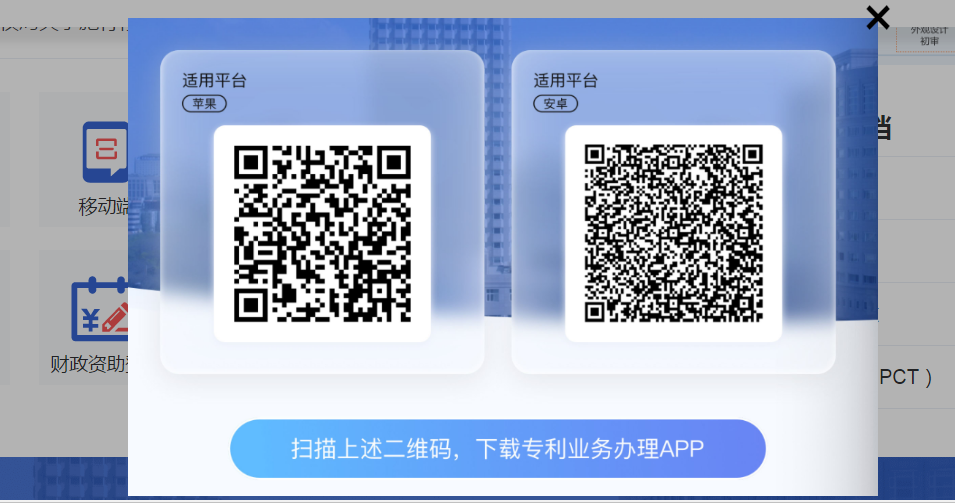 外观设计
初审
适用平台
苹果
适用平台
安卓
移动端
财政资助
PCT )
扫描上述二维码，下载专利业务办理APP